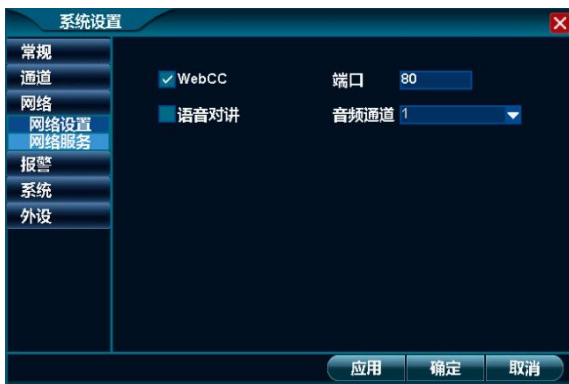 系统设置
常规
通道
网络
网络设置
网络服务
报警
系统
外设
WebCC 端口 80
语音对讲 音频通道 1
应用 确定 取消